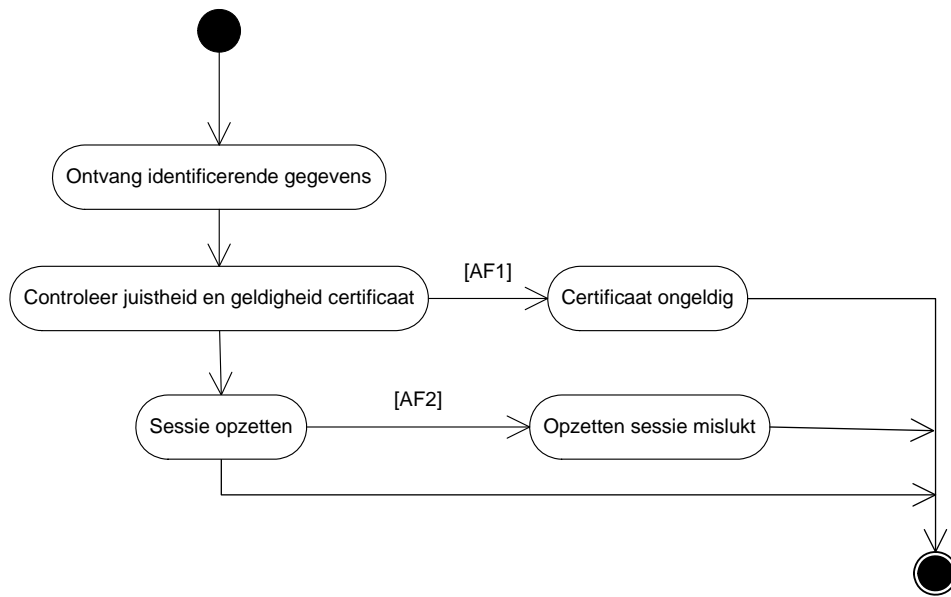 Ontvang identificerende gegevens
[AF1]
Controleer juistheid en geldigheid certificaat
Certificaat ongeldig
[AF2]
Sessie opzetten
Opzetten sessie mislukt